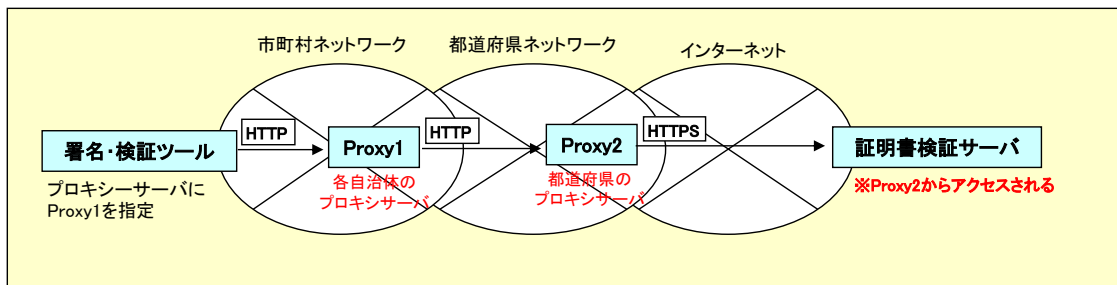 市町村ネットワーク
都道府県ネットワーク
インターネット
HTTP
HTTP
HTTPS
署名・検証ツール
Proxy1
Proxy2
証明書検証サーバ
プロキシーサーバに
Proxy1を指定
各自治体の
プロキシサーバ
都道府県の
プロキシサーバ
※Proxy2からアクセスされる